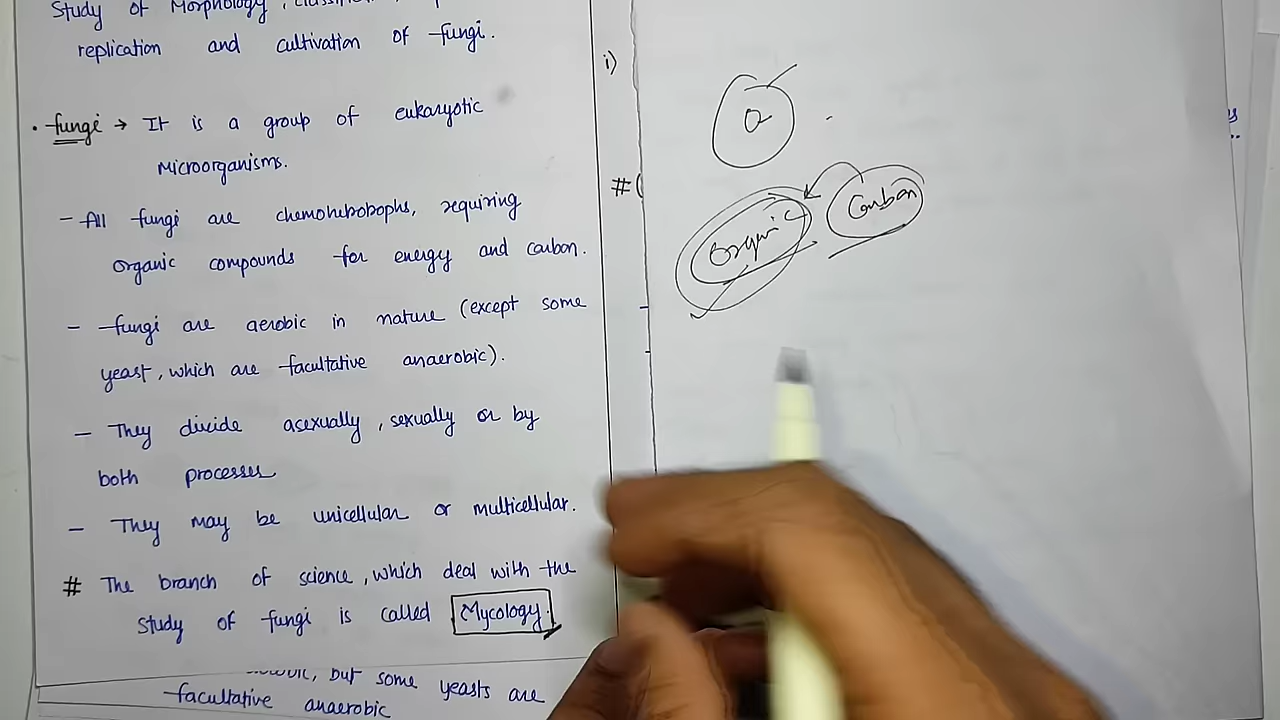 Study of Morphology, 
replication and cultivation of fungi.
• fungi → It is a group of eukaryotic
Microorganisms.
- All fungi are chemoheterotrophs, requiring
organic compounds for energy and carbon.
- fungi are aerobic in nature (except some
yeast, which are facultative anaerobic).
- They divide asexually, sexually or by
both processes
- They may be unicellular or multicellular.
# The branch of science, which deal with the
study of fungi is called Mycology.
but some yeasts are
facultative anaerobic
i)
#(
Organic
Carbon